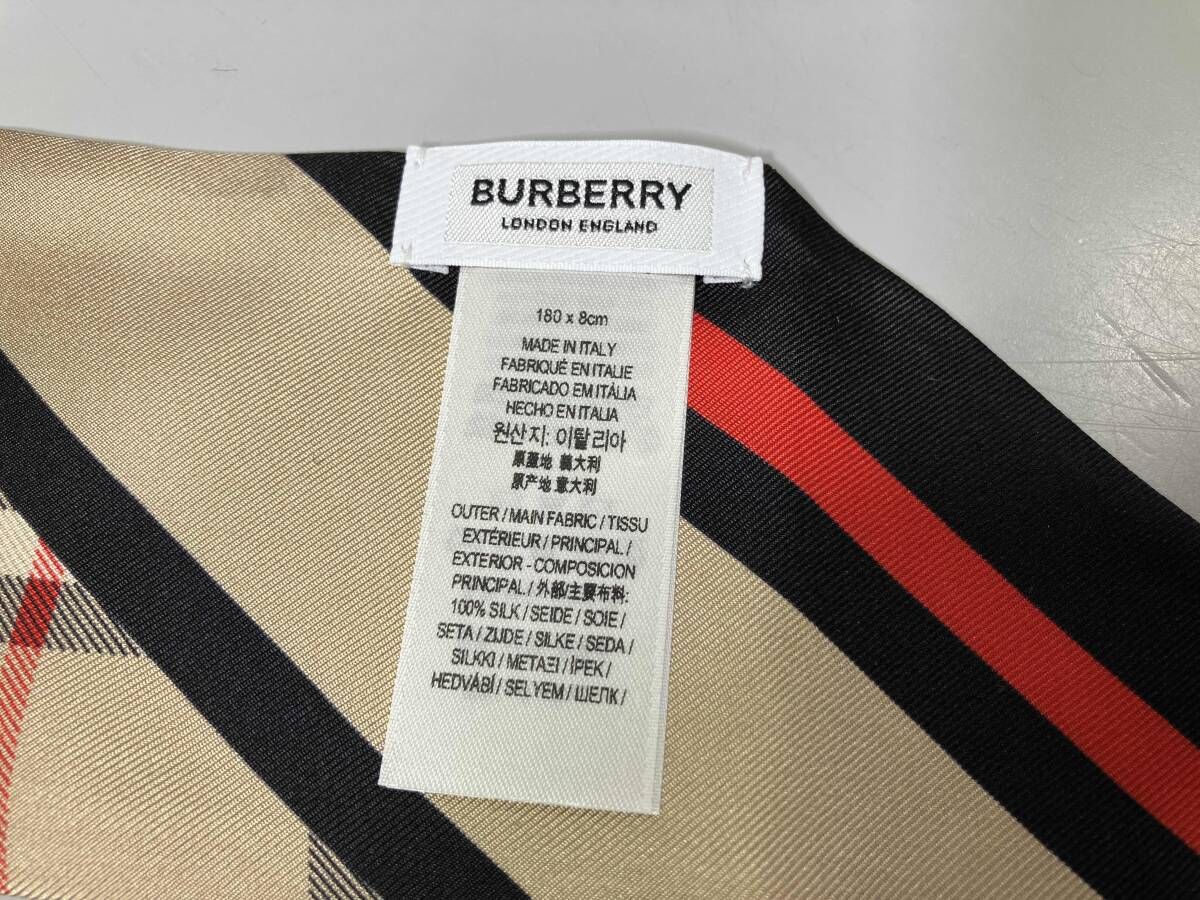 BURBERRY
LONDON ENGLAND
180 x 8cm
MADE IN ITALY
FABRIQUÉ EN ITALIE
FABRICADO EM ITÁLIA
HECHO EN ITALIA
원산지: 이탈리아
原產地 義大利
原产地 意大利
OUTER / MAIN FABRIC / TISSU
EXTÉRIEUR / PRINCIPAL /
EXTERIOR - COMPOSICION
PRINCIPAL / 外部/主要布料:
100% SILK / SEIDE / SOIE /
SETA / ZIJDE / SILKE / SEDA /
SILKKI / ΜΕΤΑΞΙ / İPEK /
HEDVÁBÍ / SELYEM / ШЕЛК /